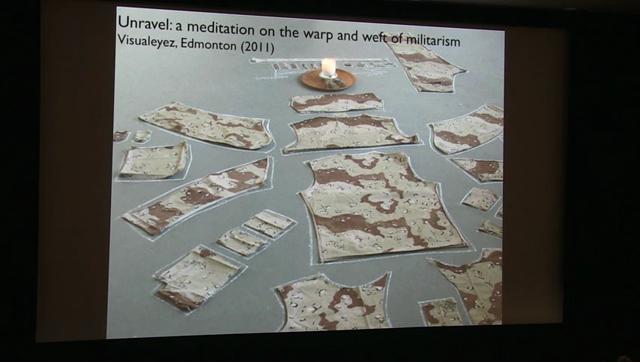 Unravel: a meditation on the warp and weft of militarism
Visualeyez, Edmonton (2011)